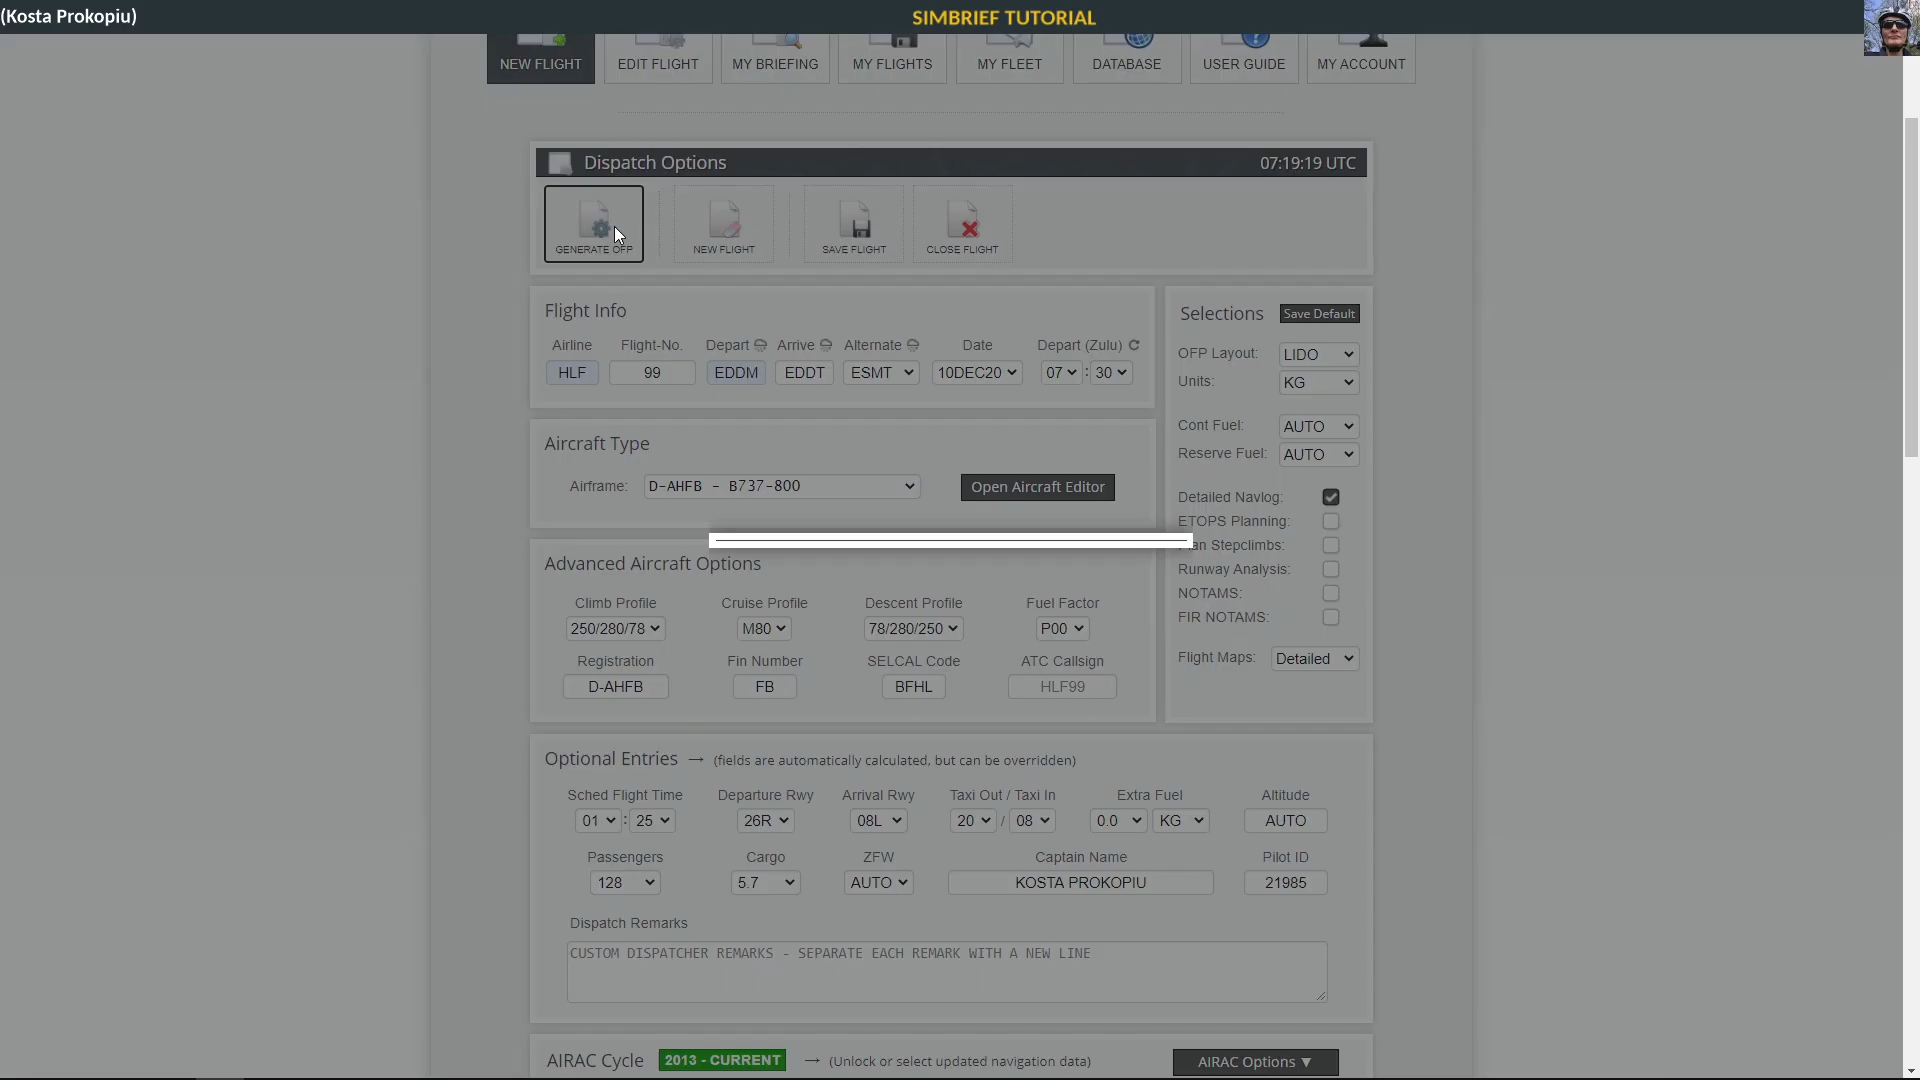 (Kosta Prokopiu)
SIMBRIEF TUTORIAL
NEW FLIGHT
EDIT FLIGHT
MY BRIEFING
MY FLIGHTS
MY FLEET
DATABASE
USER GUIDE
MY ACCOUNT
Dispatch Options
07:19:19 UTC
GENERATE OFP
NEW FLIGHT
SAVE FLIGHT
CLOSE FLIGHT
Flight Info
Airline Flight-No. Depart Arrive Alternate Date Depart (Zulu)
HLF 99 EDDM EDDT ESMT 10DEC20 07 : 30
Selections Save Default
OFP Layout: LIDO
Units: KG
Cont Fuel: AUTO
Reserve Fuel: AUTO
Detailed Navlog:
ETOPS Planning:
Stepclimbs:
Runway Analysis:
NOTAMS:
FIR NOTAMS:
Flight Maps: Detailed
Aircraft Type
Airframe: D-AHFB - B737-800 Open Aircraft Editor
Advanced Aircraft Options
Climb Profile Cruise Profile Descent Profile Fuel Factor
250/280/78 M80 78/280/250 P00
Registration Fin Number SELCAL Code ATC Callsign
D-AHFB FB BFHL HLF99
Optional Entries → (fields are automatically calculated, but can be overridden)
Sched Flight Time Departure Rwy Arrival Rwy Taxi Out / Taxi In Extra Fuel Altitude
01 : 25 26R 08L 20 / 08 0.0 KG AUTO
Passengers Cargo ZFW Captain Name Pilot ID
128 5.7 AUTO KOSTA PROKOPIU 21985
Dispatch Remarks
CUSTOM DISPATCHER REMARKS - SEPARATE EACH REMARK WITH A NEW LINE
AIRAC Cycle 2013 - CURRENT → (Unlock or select updated navigation data) AIRAC Options ▼